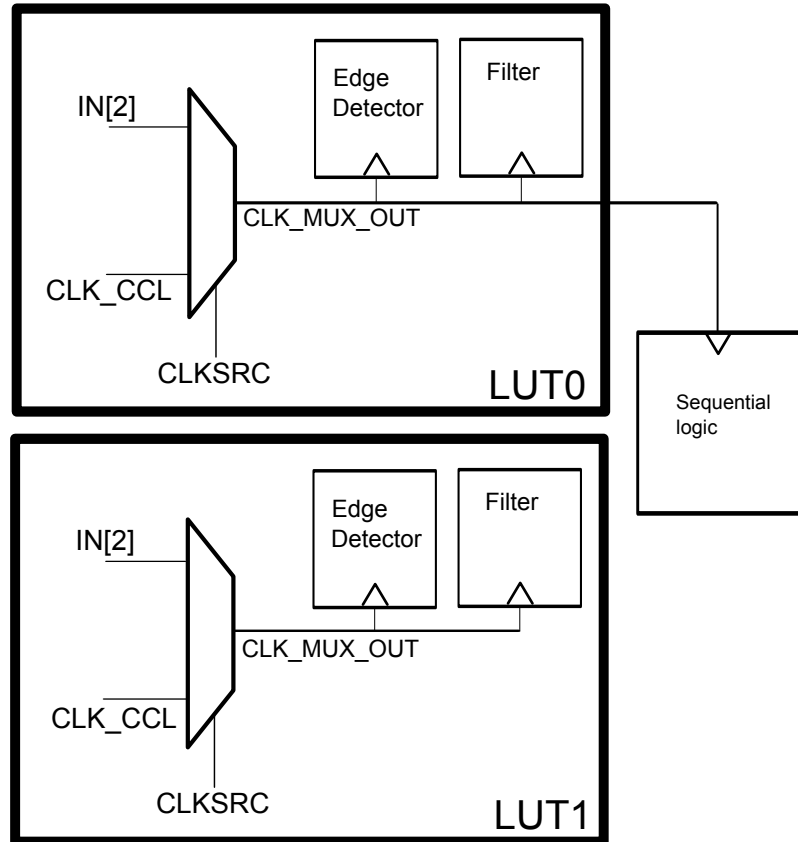 Edge
Detector
Filter
IN[2]
CLK_MUX_OUT
CLK_CCL
CLKSRC
LUT0
Sequential
logic
Edge
Detector
Filter
IN[2]
CLK_MUX_OUT
CLK_CCL
CLKSRC
LUT1